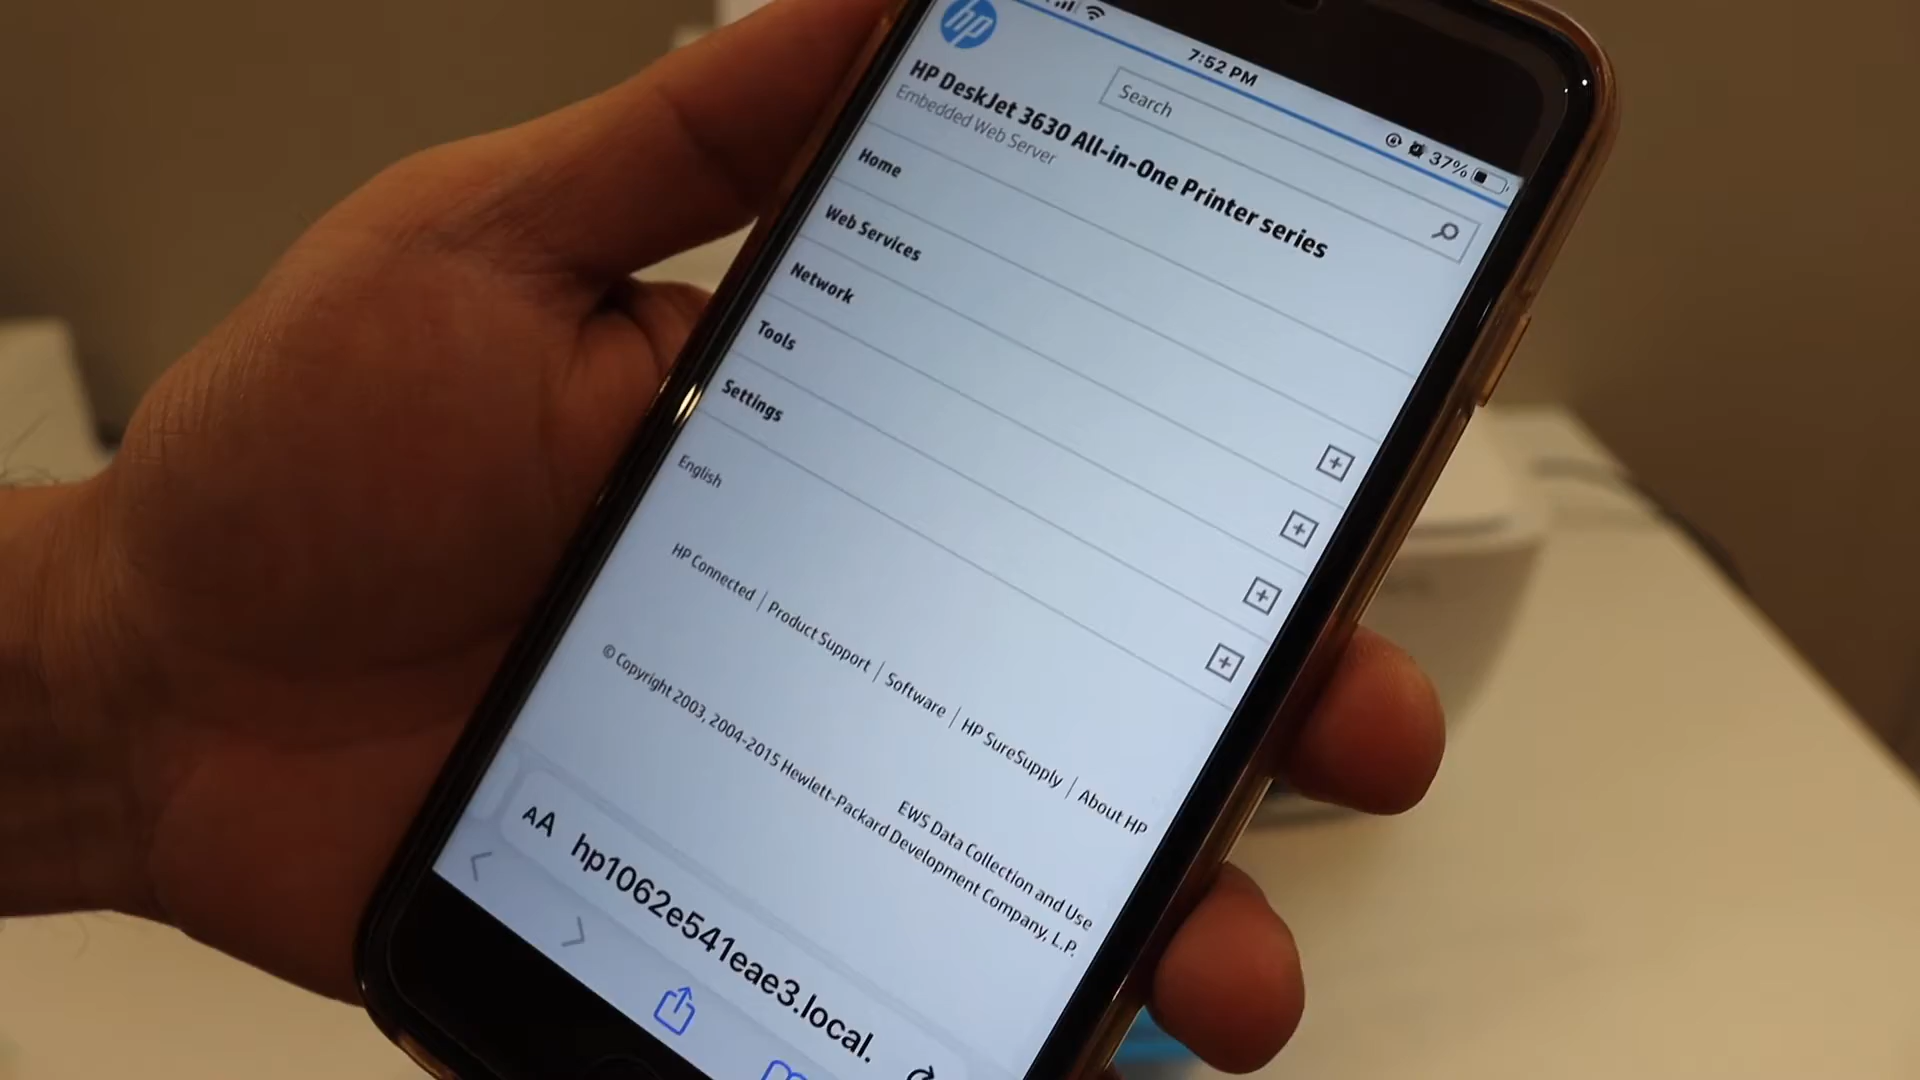 7:52 PM
37%
hp
Search
HP DeskJet 3630 All-in-One Printer series
Embedded Web Server
Home
Web Services
Network
Tools
Settings
English
HP Connected | Product Support | Software | HP SureSupply | About HP
EWS Data Collection and Use
© Copyright 2003, 2004-2015 Hewlett-Packard Development Company, L.P.
AA hp1062e541eae3.local.